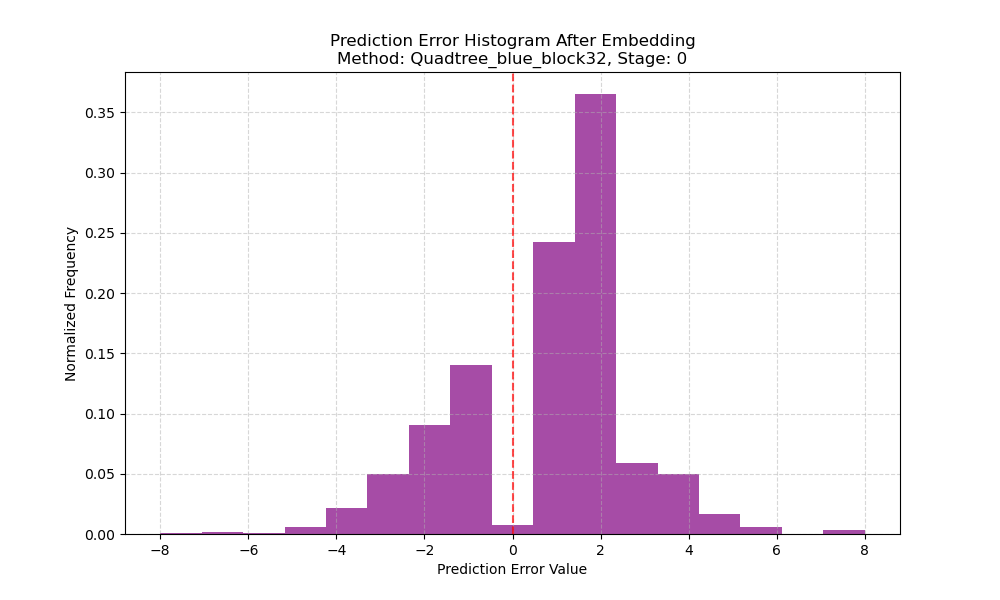 Prediction Error Histogram After Embedding
Method: Quadtree_blue_block32, Stage: 0
Normalized Frequency
0.35
0.30
0.25
0.20
0.15
0.10
0.05
0.00
−8 −6 −4 −2 0 2 4 6 8
Prediction Error Value